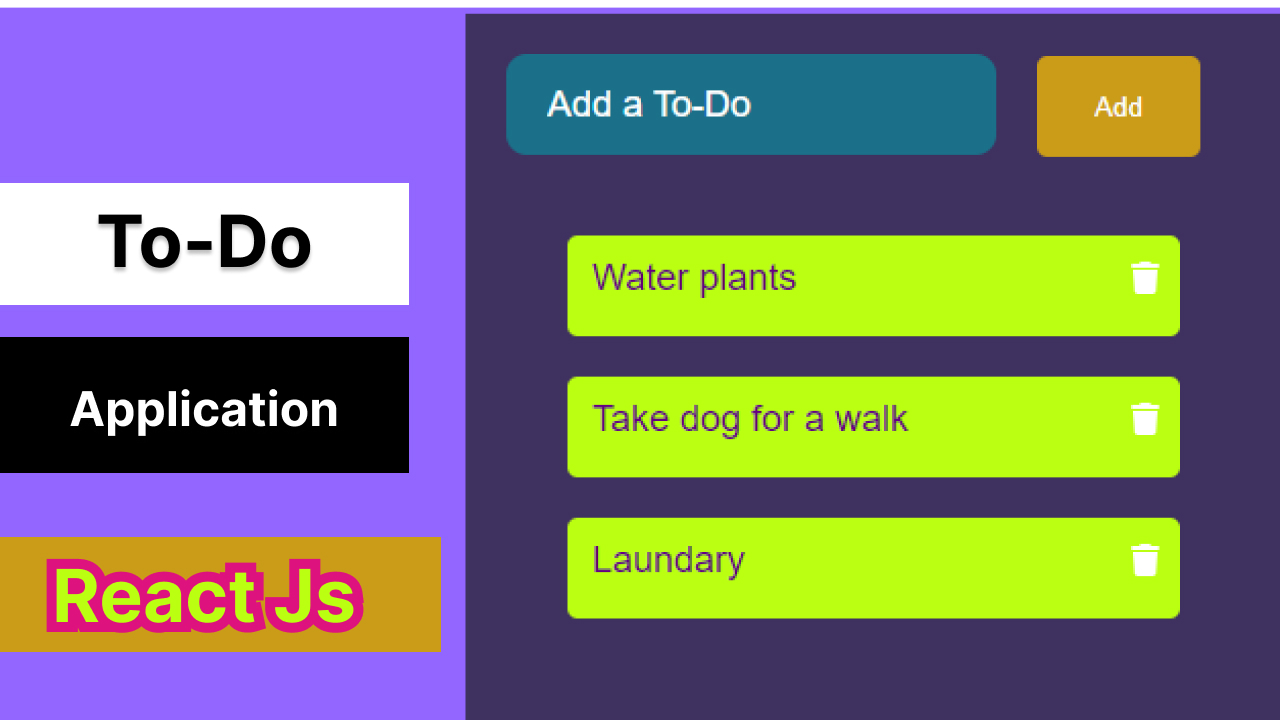 To-Do
Application
React Js
Add a To-Do
Add
Water plants
Take dog for a walk
Laundary